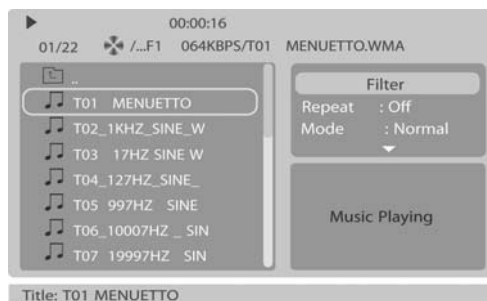 00:00:16
01/22 /...F1 064KBPS/T01 MENUETTO.WMA
..
T01 MENUETTO
T02_1KHZ_SINE_W
T03 17HZ SINE W
T04_127HZ_SINE_
T05 997HZ SINE
T06_10007HZ _ SIN
T07 19997HZ SIN
Filter
Repeat : Off
Mode : Normal
Music Playing
Title: T01 MENUETTO